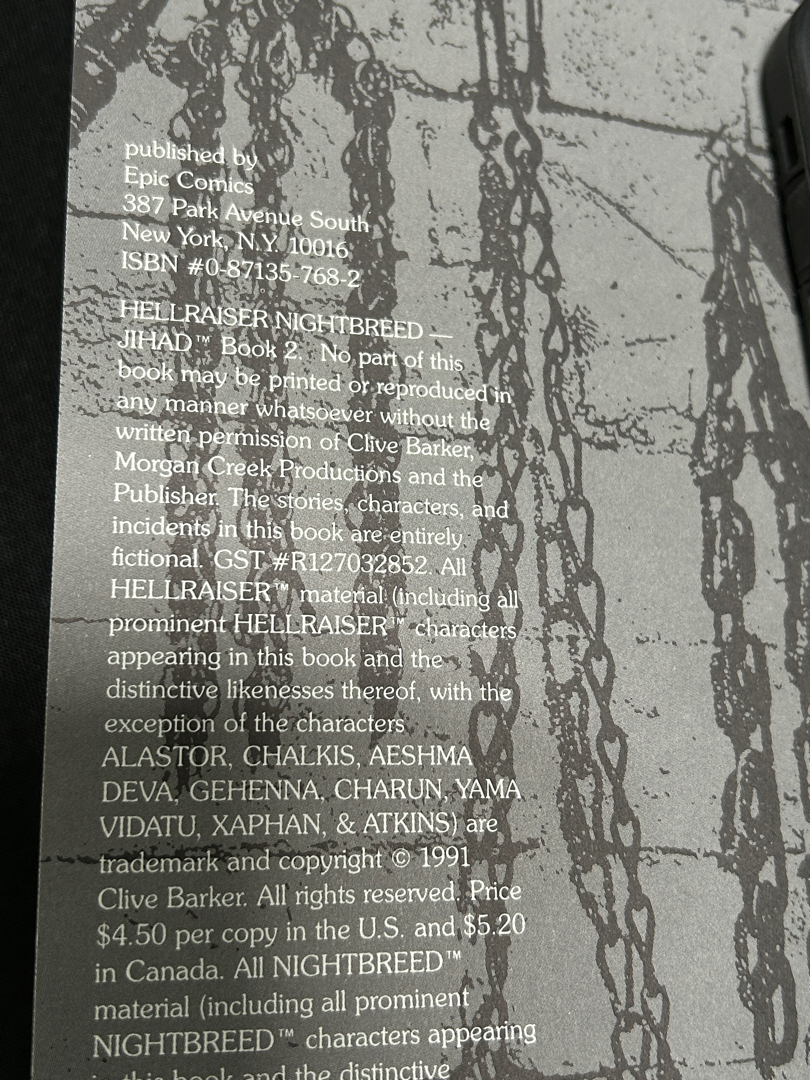 published by
Epic Comics
387 Park Avenue South
New York, N.Y. 10016
ISBN #0-87135-768-2
HELLRAISER NIGHTBREED —
JIHAD™ Book 2. No part of this
book may be printed or reproduced in
any manner whatsoever without the
written permission of Clive Barker,
Morgan Creek Productions and the
Publisher. The stories, characters, and
incidents in this book are entirely
fictional. GST #R127032852. All
HELLRAISER™ material (including all
prominent HELLRAISER™ characters
appearing in this book and the
distinctive likenesses thereof, with the
exception of the characters
ALASTOR, CHALKIS, AESHMA
DEVA, GEHENNA, CHARUN, YAMA
VIDATU, XAPHAN, & ATKINS) are
trademark and copyright © 1991
Clive Barker. All rights reserved. Price
$4.50 per copy in the U.S. and $5.20
in Canada. All NIGHTBREED™
material (including all prominent
NIGHTBREED™ characters appearing
in this book and the distinctive